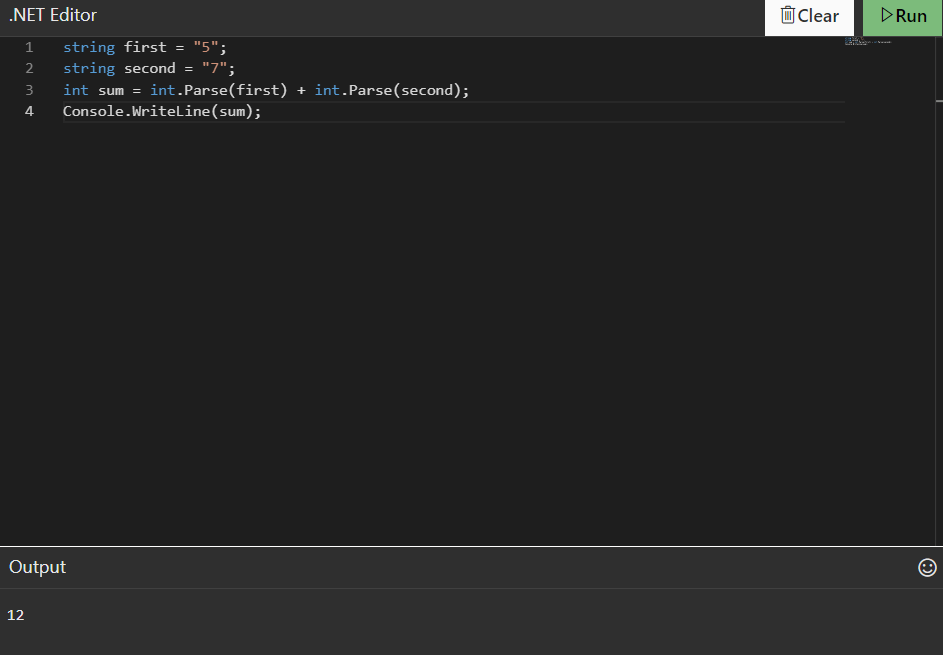 .NET Editor
Clear
Run
1 string first = "5";
2 string second = "7";
3 int sum = int.Parse(first) + int.Parse(second);
4 Console.WriteLine(sum);
Output
12